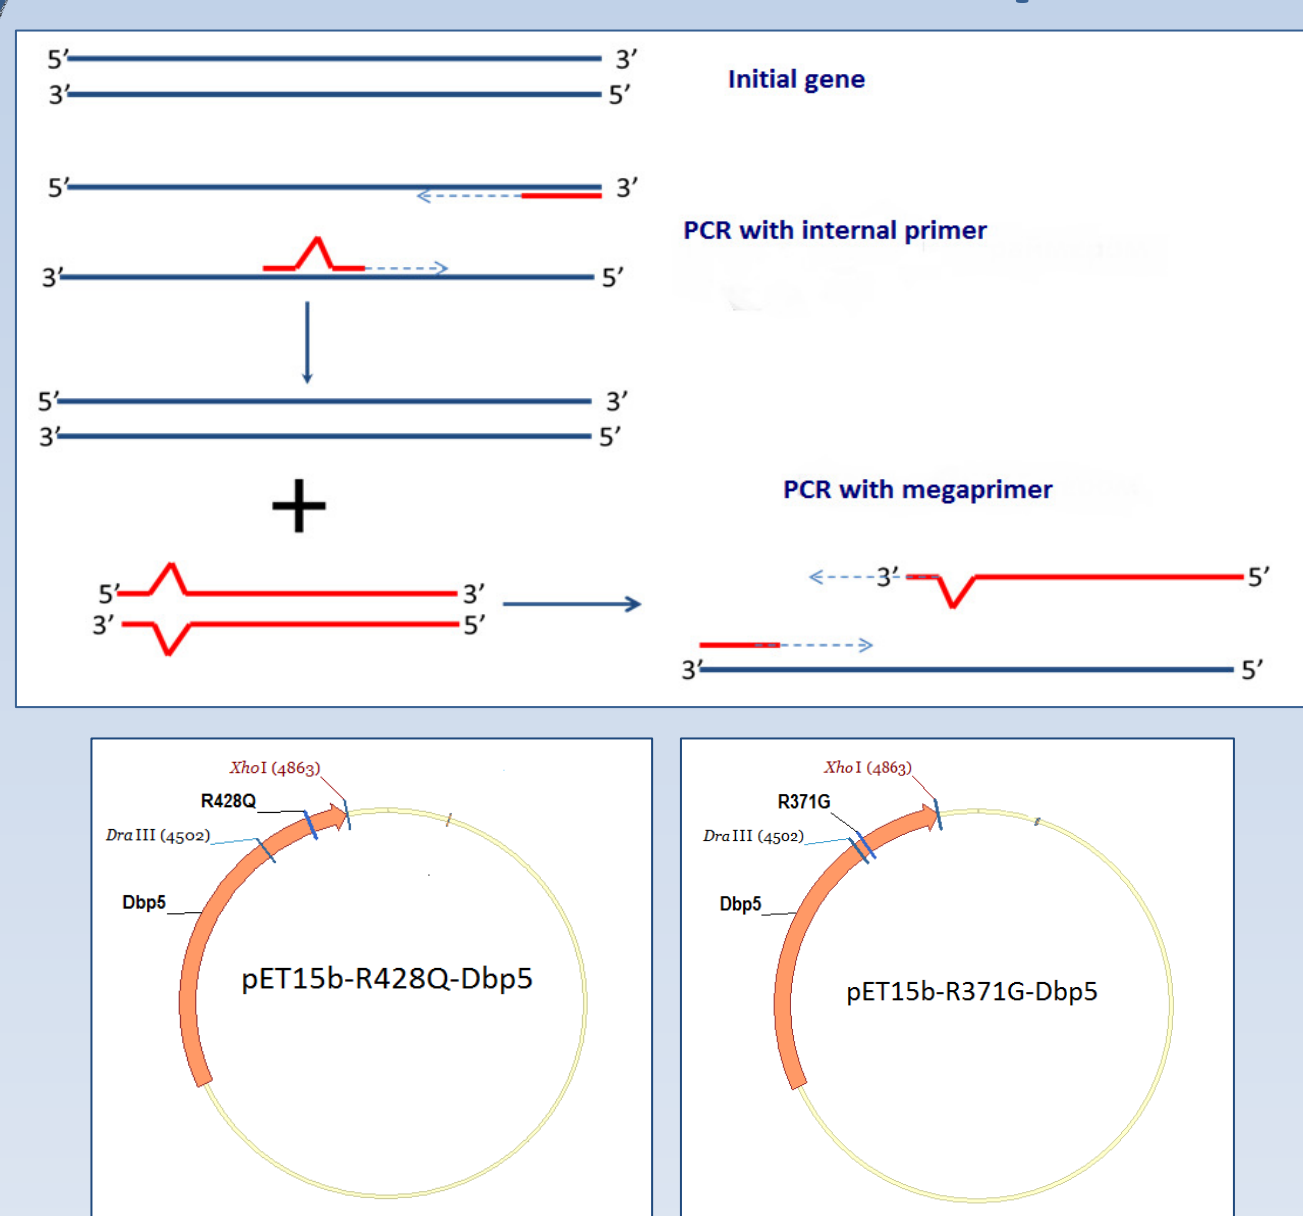 5′ 3′
Initial gene
3′ 5′
5′ 3′
PCR with internal primer
3′ 5′
5′ 3′
3′ 5′
+
PCR with megaprimer
3′ 5′
5′ 3′
3′ 5′
3′ 5′
XhoI (4863)
R428Q
DraIII (4502)
Dbp5
pET15b-R428Q-Dbp5
XhoI (4863)
R371G
DraIII (4502)
Dbp5
pET15b-R371G-Dbp5